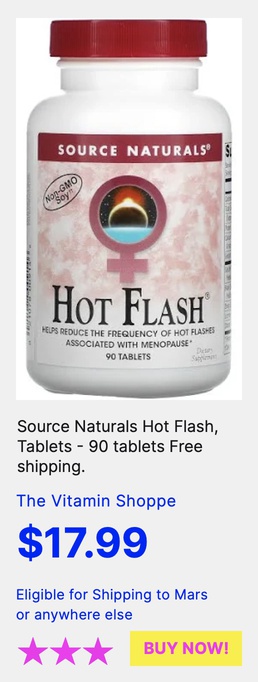 SOURCE NATURALS®
Non-GMO
Soy
HOT FLASH®
HELPS REDUCE THE FREQUENCY OF HOT FLASHES
ASSOCIATED WITH MENOPAUSE*
90 TABLETS
Dietary
Supplement
Source Naturals Hot Flash,
Tablets - 90 tablets Free
shipping.
The Vitamin Shoppe
$17.99
Eligible for Shipping to Mars
or anywhere else
BUY NOW!